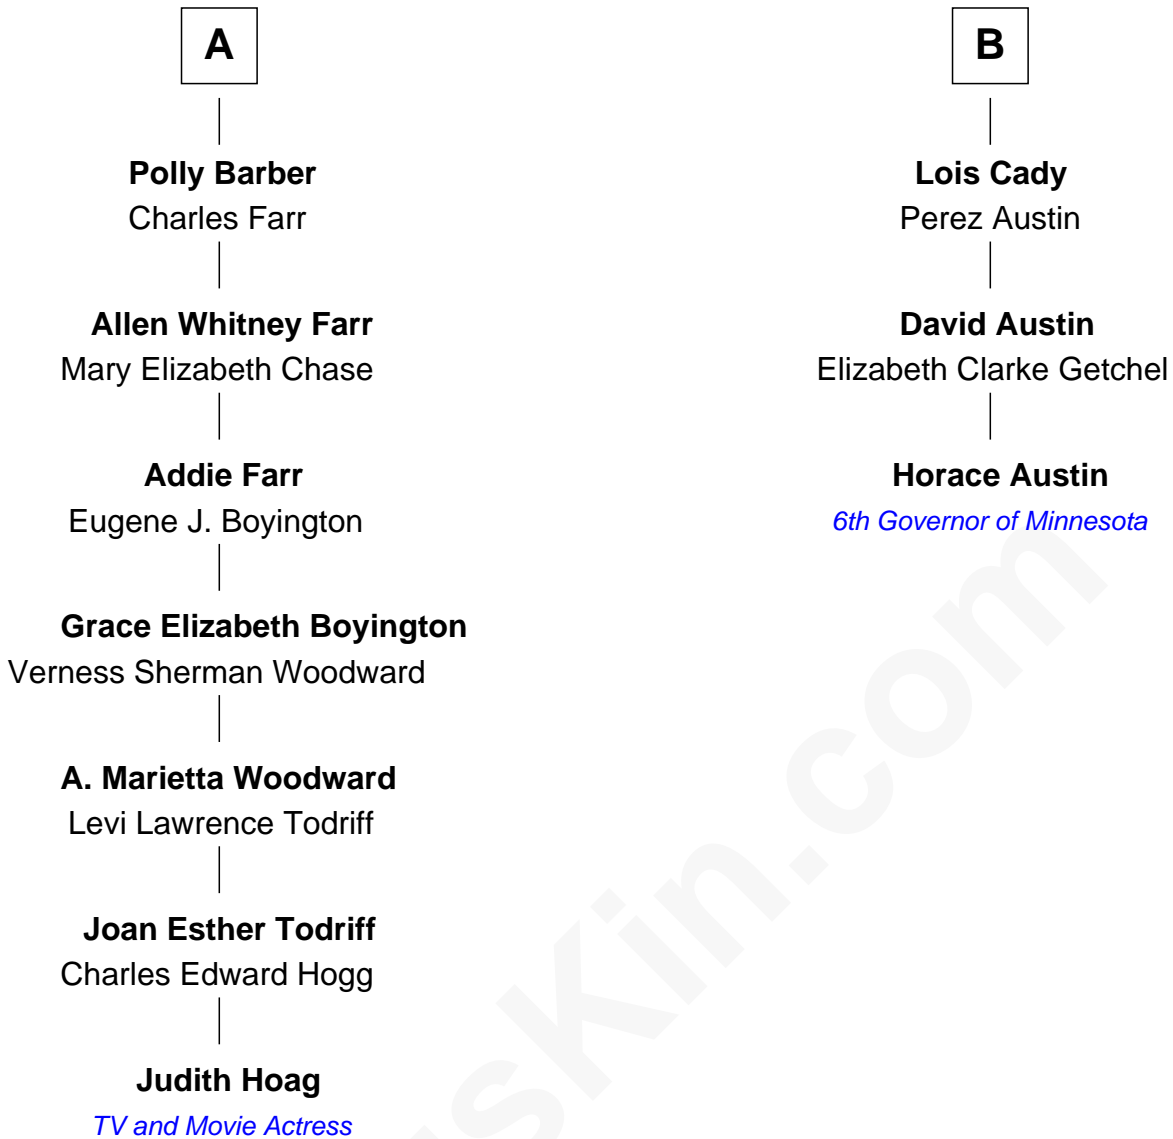 A
Polly Barber
Charles Farr
Allen Whitney Farr
Mary Elizabeth Chase
Addie Farr
Eugene J. Boyington
Grace Elizabeth Boyington
Verness Sherman Woodward
A. Marietta Woodward
Levi Lawrence Todriff
Joan Esther Todriff
Charles Edward Hogg
Judith Hoag
TV and Movie Actress
B
Lois Cady
Perez Austin
David Austin
Elizabeth Clarke Getchel
Horace Austin
6th Governor of Minnesota
sKin.com